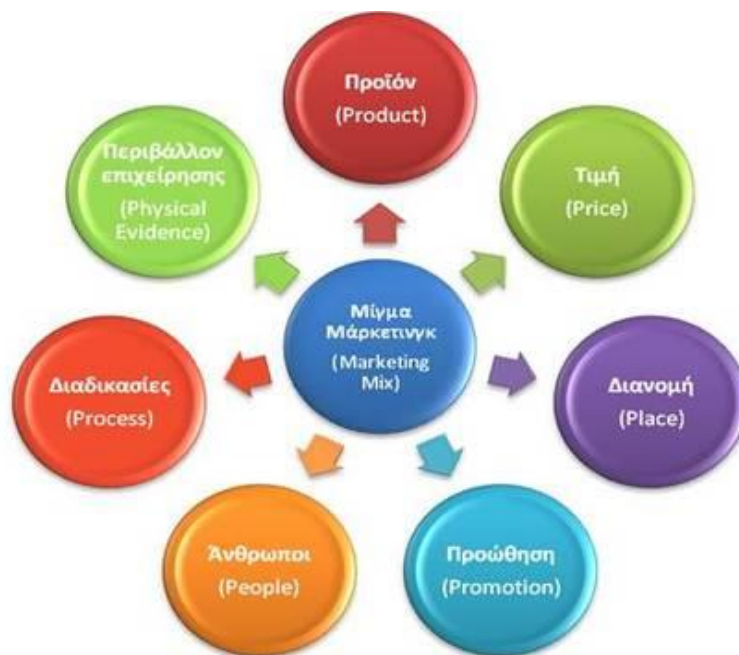 Προϊόν
(Product)
Τιμή
(Price)
Διανομή
(Place)
Προώθηση
(Promotion)
Άνθρωποι
(People)
Διαδικασίες
(Process)
Περιβάλλον
επιχείρησης
(Physical
Evidence)
Μίγμα
Μάρκετινγκ
(Marketing
Mix)